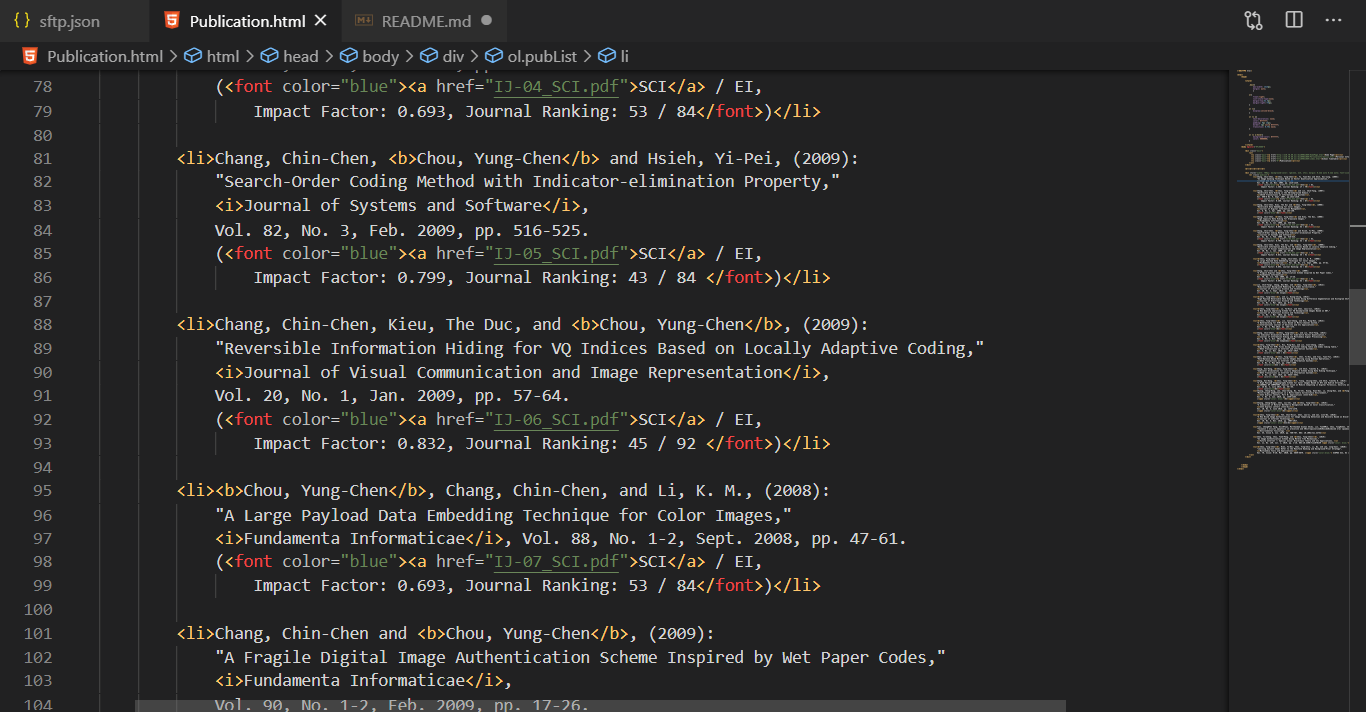 { } sftp.json Publication.html × README.md ●
Publication.html > html > head > body > div > ol.pubList > li
78 (<font color="blue"><a href="IJ-04_SCI.pdf">SCI</a> / EI,
79 Impact Factor: 0.693, Journal Ranking: 53 / 84</font>)</li>
80
81 <li>Chang, Chin-Chen, <b>Chou, Yung-Chen</b> and Hsieh, Yi-Pei, (2009):
82 "Search-Order Coding Method with Indicator-elimination Property,"
83 <i>Journal of Systems and Software</i>,
84 Vol. 82, No. 3, Feb. 2009, pp. 516-525.
85 (<font color="blue"><a href="IJ-05_SCI.pdf">SCI</a> / EI,
86 Impact Factor: 0.799, Journal Ranking: 43 / 84 </font>)</li>
87
88 <li>Chang, Chin-Chen, Kieu, The Duc, and <b>Chou, Yung-Chen</b>, (2009):
89 "Reversible Information Hiding for VQ Indices Based on Locally Adaptive Coding,"
90 <i>Journal of Visual Communication and Image Representation</i>,
91 Vol. 20, No. 1, Jan. 2009, pp. 57-64.
92 (<font color="blue"><a href="IJ-06_SCI.pdf">SCI</a> / EI,
93 Impact Factor: 0.832, Journal Ranking: 45 / 92 </font>)</li>
94
95 <li><b>Chou, Yung-Chen</b>, Chang, Chin-Chen, and Li, K. M., (2008):
96 "A Large Payload Data Embedding Technique for Color Images,"
97 <i>Fundamenta Informaticae</i>, Vol. 88, No. 1-2, Sept. 2008, pp. 47-61.
98 (<font color="blue"><a href="IJ-07_SCI.pdf">SCI</a> / EI,
99 Impact Factor: 0.693, Journal Ranking: 53 / 84</font>)</li>
100
101 <li>Chang, Chin-Chen and <b>Chou, Yung-Chen</b>, (2009):
102 "A Fragile Digital Image Authentication Scheme Inspired by Wet Paper Codes,"
103 <i>Fundamenta Informaticae</i>,
104 Vol. 90, No. 1-2, Feb. 2009, pp. 17-26.